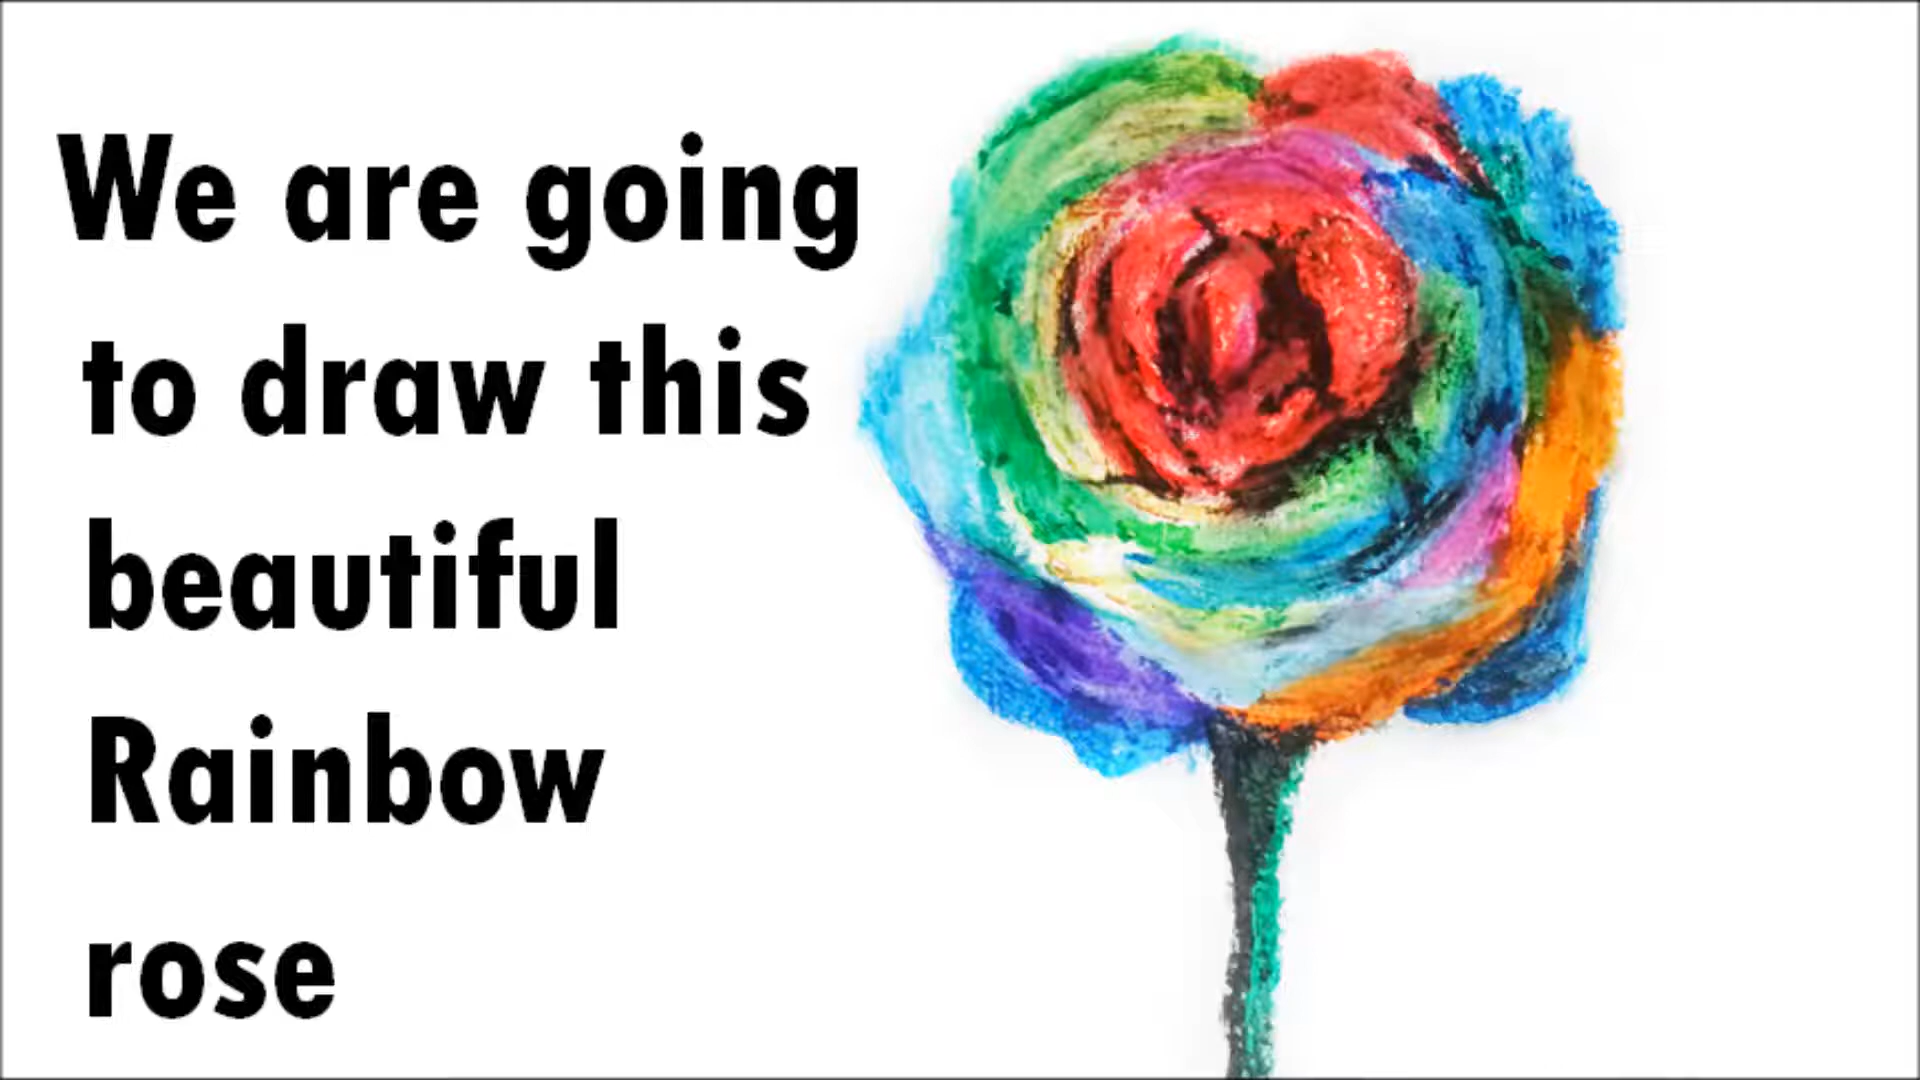 We are going
to draw this
beautiful
Rainbow
rose